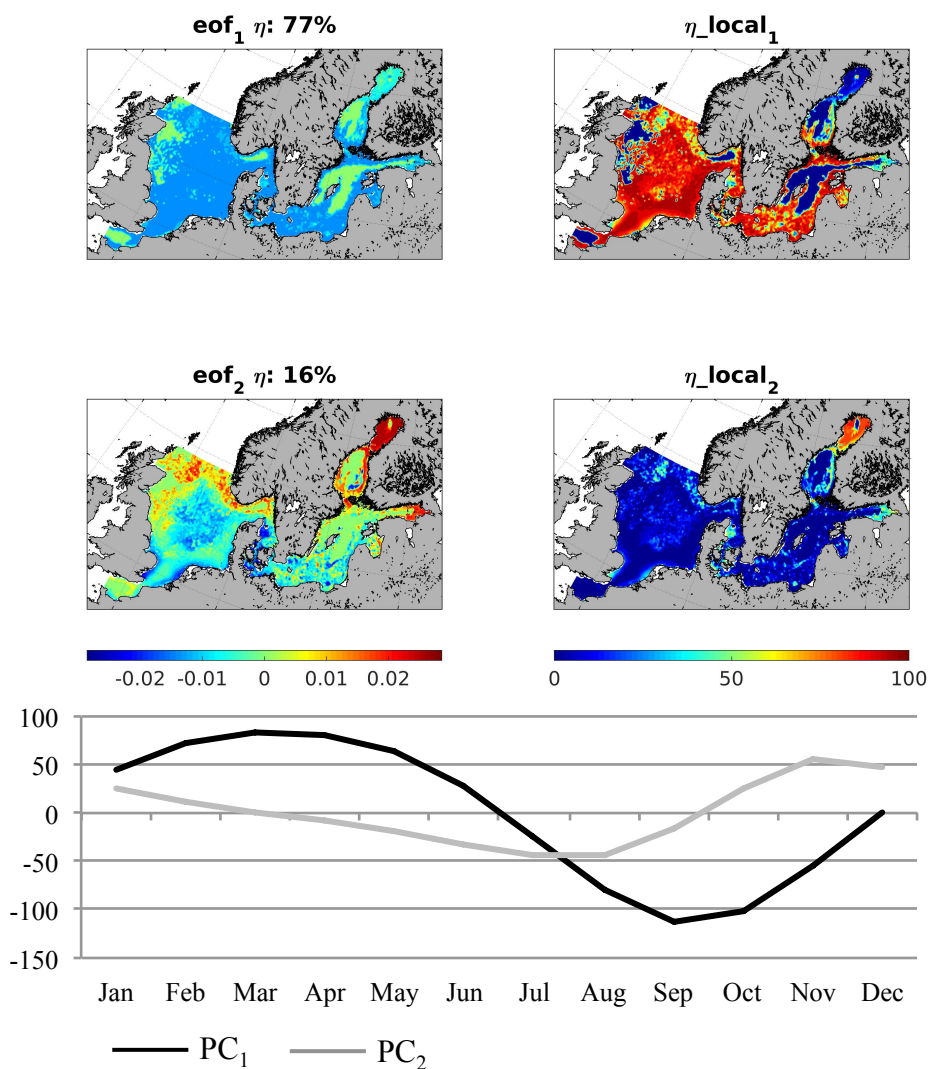 eof₁ η: 77%
η_local₁
eof₂ η: 16%
η_local₂
-0.02 -0.01 0 0.01 0.02
0 50 100
100
50
0
-50
-100
-150
Jan Feb Mar Apr May Jun Jul Aug Sep Oct Nov Dec
PC₁ PC₂